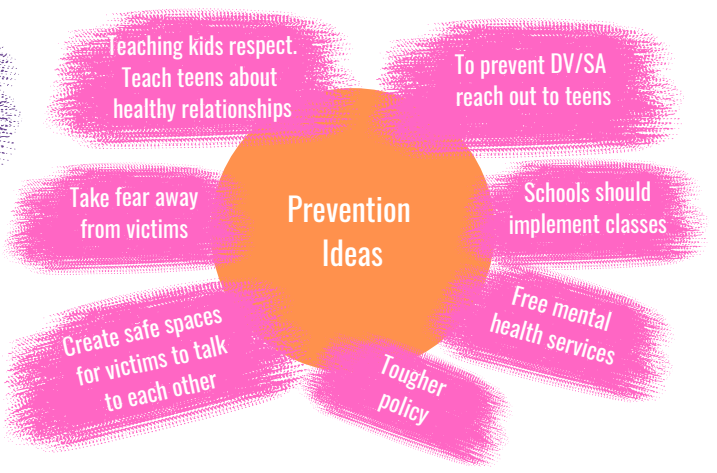 Teaching kids respect.
Teach teens about
healthy relationships
To prevent DV/SA
reach out to teens
Take fear away
from victims
Prevention
Ideas
Schools should
implement classes
Create safe spaces
for victims to talk
to each other
Tougher
policy
Free mental
health services